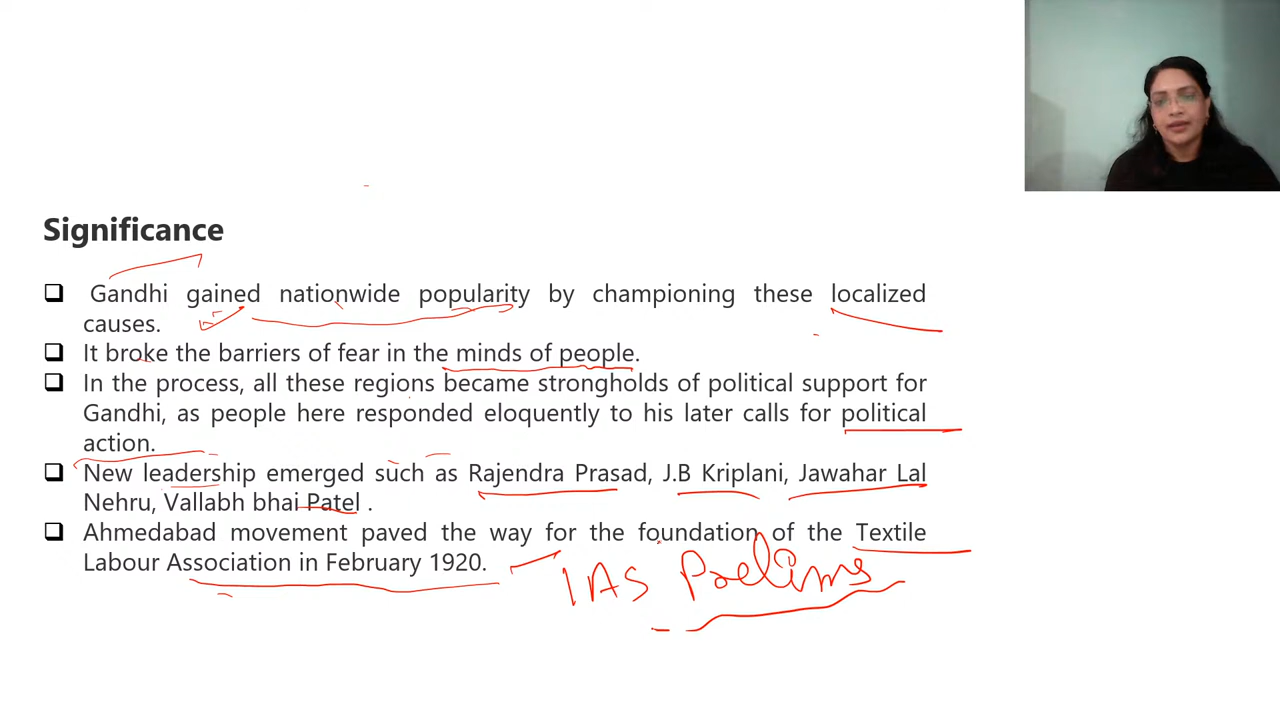 Significance
❑ Gandhi gained nationwide popularity by championing these localized
causes.
❑ It broke the barriers of fear in the minds of people.
❑ In the process, all these regions became strongholds of political support for
Gandhi, as people here responded eloquently to his later calls for political
action.
❑ New leadership emerged such as Rajendra Prasad, J.B Kriplani, Jawahar Lal
Nehru, Vallabh bhai Patel .
❑ Ahmedabad movement paved the way for the foundation of the Textile
Labour Association in February 1920.
IAS Prelims